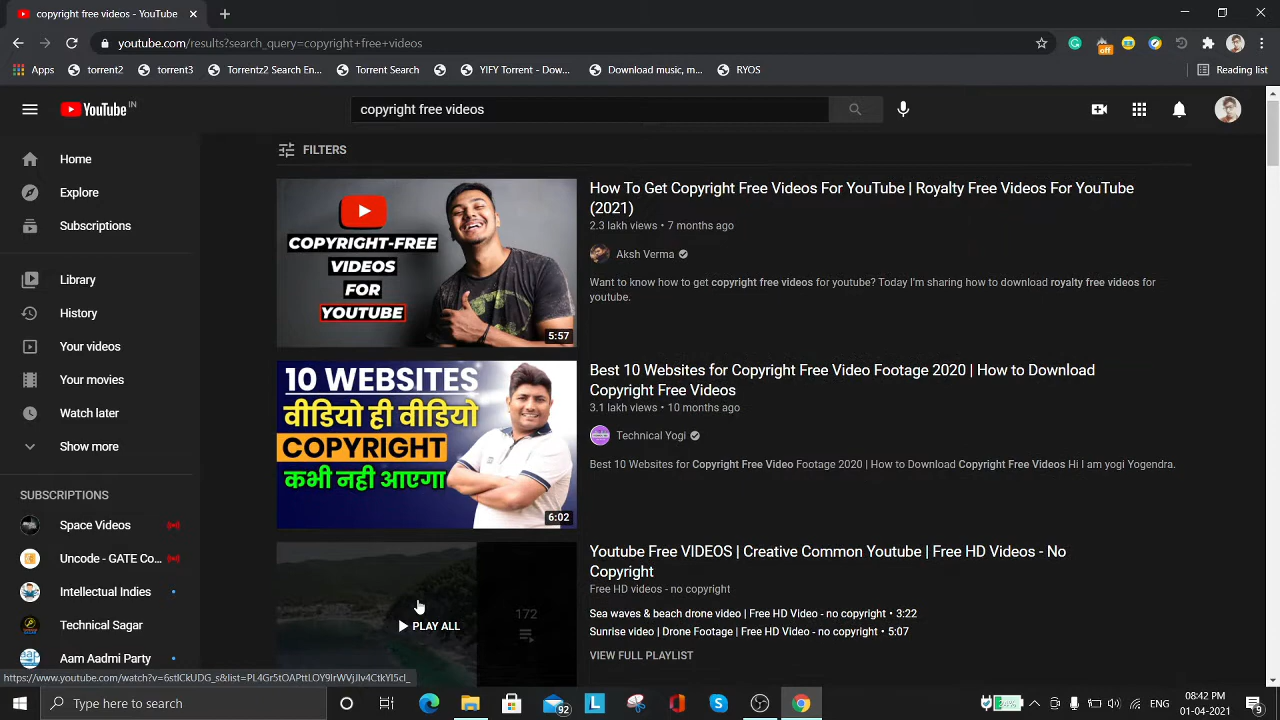 copyright free videos - YouTube
youtube.com/results?search_query=copyright+free+videos
off
Apps torrent2 torrent3 Torrentz2 Search En... Torrent Search YIFY Torrent - Dow... Download music, m... RYOS Reading list
YouTube IN
copyright free videos
FILTERS
Home
Explore
Subscriptions
Library
History
Your videos
Your movies
Watch later
Show more
SUBSCRIPTIONS
Space Videos
Uncode - GATE Co...
Intellectual Indies
Technical Sagar
Aam Aadmi Party
COPYRIGHT-FREE
VIDEOS
FOR
YOUTUBE
5:57
How To Get Copyright Free Videos For YouTube | Royalty Free Videos For YouTube
(2021)
2.3 lakh views • 7 months ago
Aksh Verma
Want to know how to get copyright free videos for youtube? Today I'm sharing how to download royalty free videos for
youtube.
10 WEBSITES
वीडियो ही वीडियो
COPYRIGHT
कभी नही आएगा
6:02
Best 10 Websites for Copyright Free Video Footage 2020 | How to Download
Copyright Free Videos
3.1 lakh views • 10 months ago
Technical Yogi
Best 10 Websites for Copyright Free Video Footage 2020 | How to Download Copyright Free Videos Hi I am yogi Yogendra.
172
PLAY ALL
Youtube Free VIDEOS | Creative Common Youtube | Free HD Videos - No
Copyright
Free HD videos - no copyright
Sea waves & beach drone video | Free HD Video - no copyright • 3:22
Sunrise video | Drone Footage | Free HD Video - no copyright • 5:07
VIEW FULL PLAYLIST
Type here to search
92
ENG
08:42 PM
01-04-2021
9